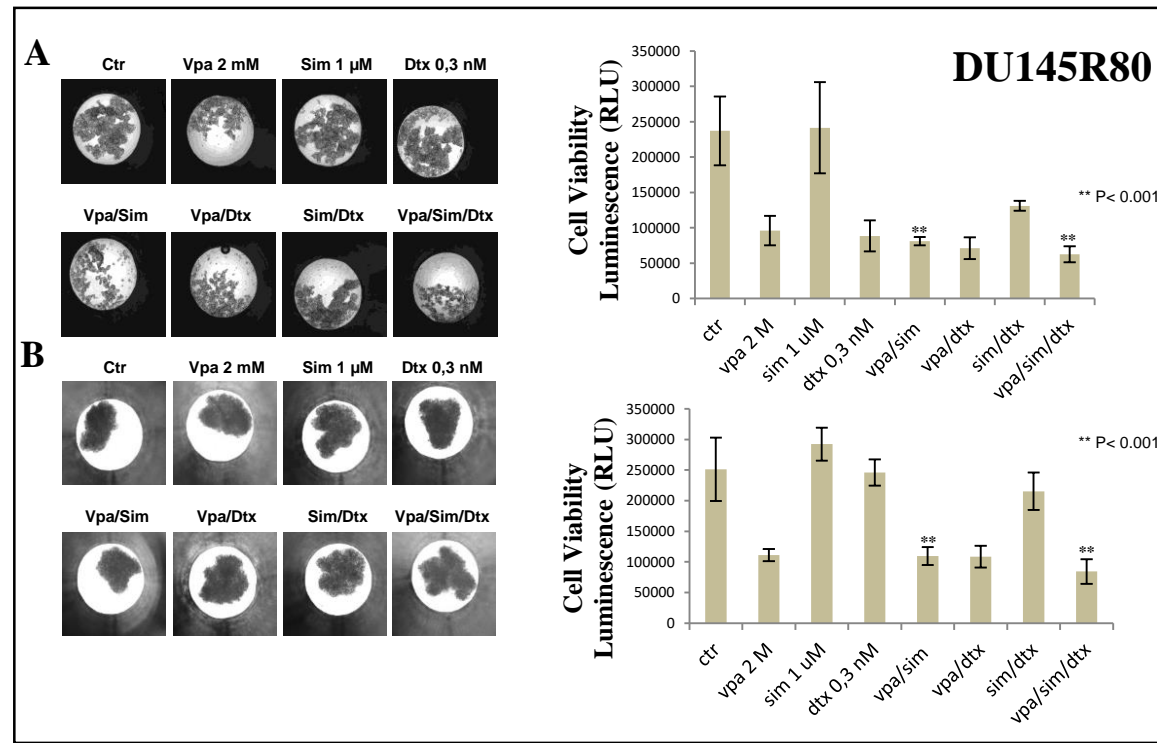 A
Ctr Vpa 2 mM Sim 1 µM Dtx 0,3 nM
Vpa/Sim Vpa/Dtx Sim/Dtx Vpa/Sim/Dtx
DU145R80
Cell Viability
Luminescence (RLU)
350000
300000
250000
200000
150000
100000
50000
0
** P< 0.001
**
**
ctr
vpa 2 M
sim 1 uM
dtx 0,3 nM
vpa/sim
vpa/dtx
sim/dtx
vpa/sim/dtx
B
Ctr Vpa 2 mM Sim 1 µM Dtx 0,3 nM
Vpa/Sim Vpa/Dtx Sim/Dtx Vpa/Sim/Dtx
Cell Viability
Luminescence (RLU)
350000
300000
250000
200000
150000
100000
50000
0
** P< 0.001
**
**
ctr
vpa 2 M
sim 1 uM
dtx 0,3 nM
vpa/sim
vpa/dtx
sim/dtx
vpa/sim/dtx